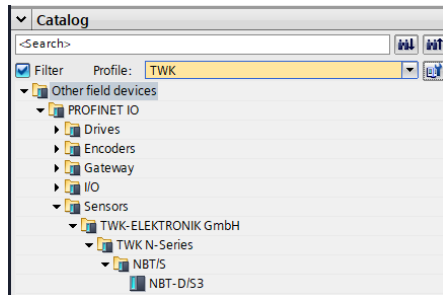 Catalog
<Search>
Filter Profile: TWK
Other field devices
PROFINET IO
Drives
Encoders
Gateway
I/O
Sensors
TWK-ELEKTRONIK GmbH
TWK N-Series
NBT/S
NBT-D/S3